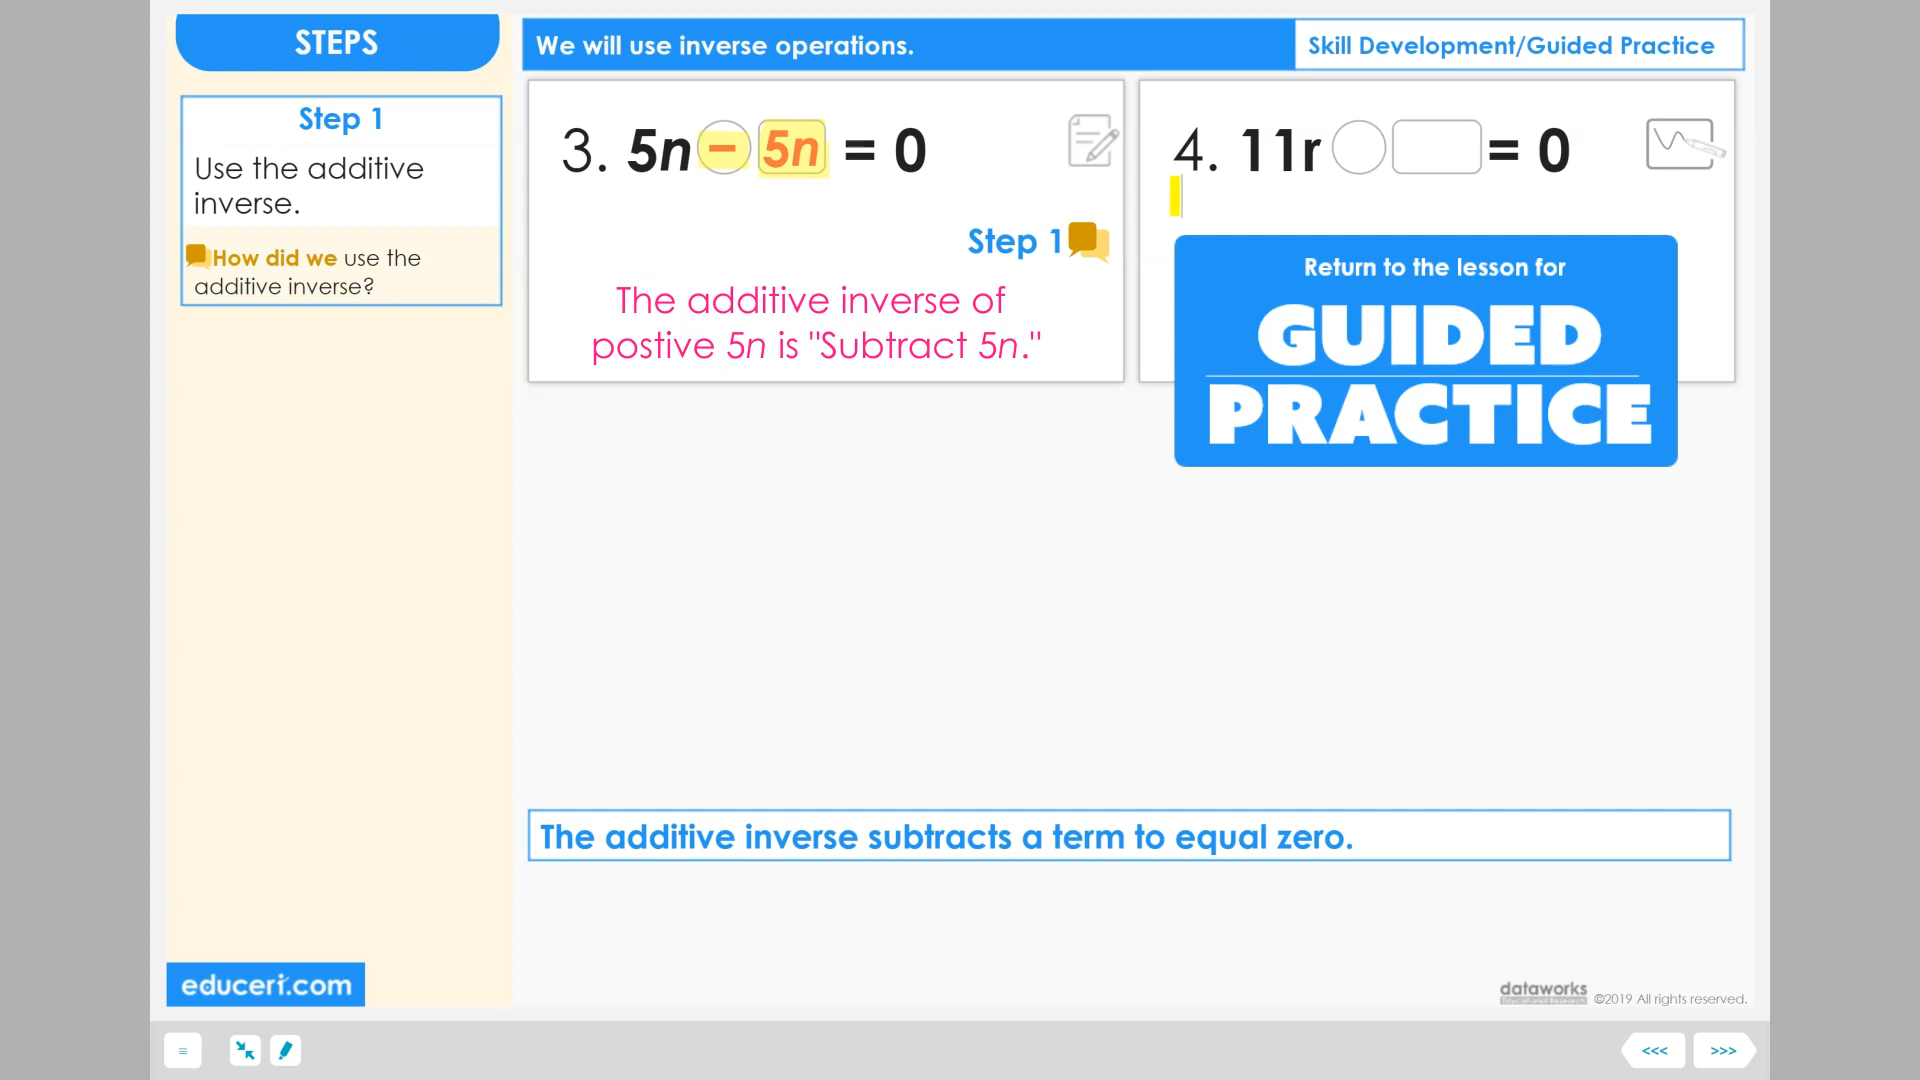 STEPS
We will use inverse operations.
Skill Development/Guided Practice
Step 1
Use the additive
inverse.
How did we use the
additive inverse?
3. 5n − 5n = 0
Step 1
The additive inverse of
postive 5n is "Subtract 5n."
4. 11r = 0
Return to the lesson for
GUIDED
PRACTICE
The additive inverse subtracts a term to equal zero.
educeri.com
dataworks
Educational Research
©2019 All rights reserved.
<<<
>>>